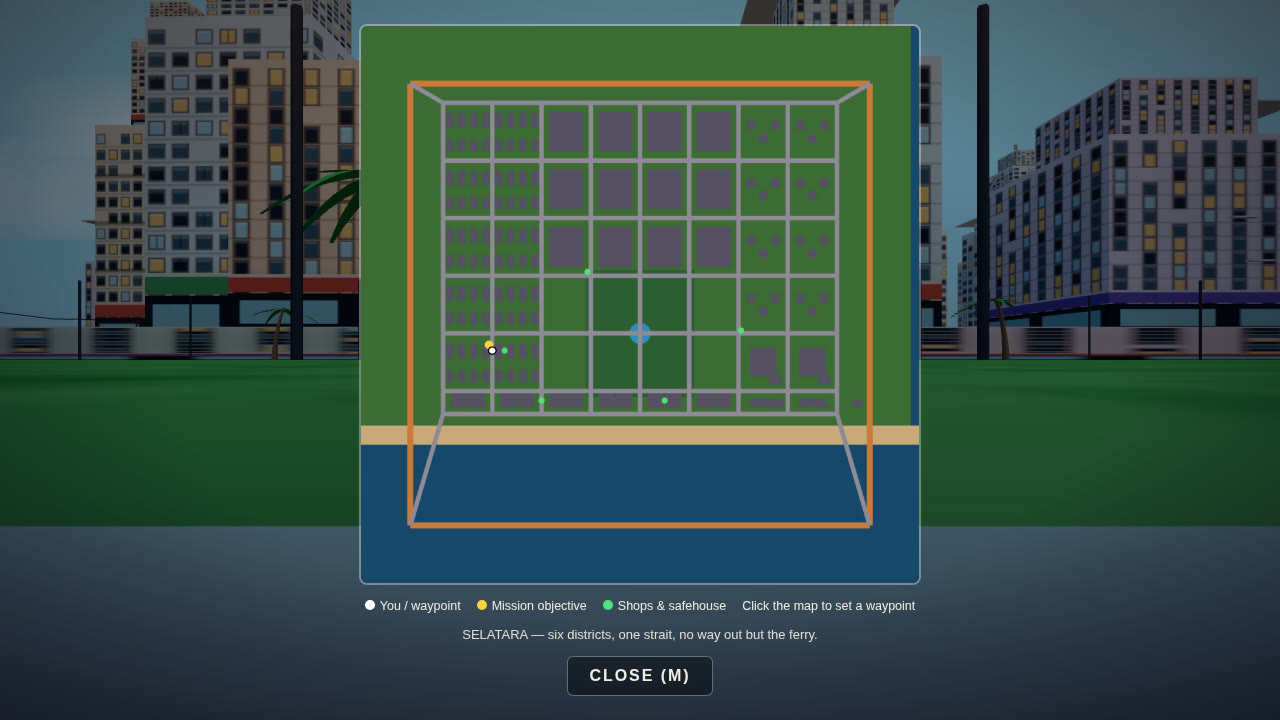 You / waypoint Mission objective Shops & safehouse Click the map to set a waypoint
SELATARA — six districts, one strait, no way out but the ferry.
CLOSE (M)